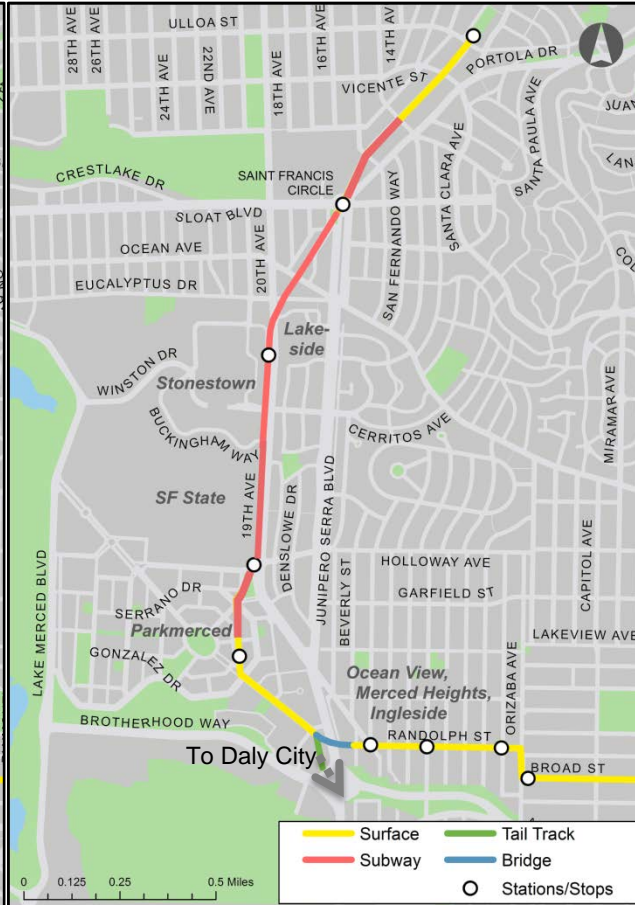 ULLOA ST
28TH AVE
26TH AVE
24TH AVE
22ND AVE
18TH AVE
16TH AVE
14TH AVE
VICENTE ST
PORTOLA DR
SANTA PAULA AVE
SANTA CLARA AVE
SAN FERNANDO WAY
CRESTLAKE DR
SAINT FRANCIS
CIRCLE
SLOAT BLVD
OCEAN AVE
20TH AVE
EUCALYPTUS DR
Lake-
side
WINSTON DR
Stonestown
BUCKINGHAM WAY
CERRITOS AVE
MIRAMAR AVE
SF State
19TH AVE
DENSLOWE DR
JUNIPERO SERRA BLVD
BEVERLY ST
HOLLOWAY AVE
GARFIELD ST
CAPITOL AVE
LAKEVIEW AVE
LAKE MERCED BLVD
SERRANO DR
Parkmerced
GONZALEZ DR
ORIZABA AVE
Ocean View,
Merced Heights,
Ingleside
RANDOLPH ST
BROTHERHOOD WAY
To Daly City
BROAD ST
Surface
Tail Track
Subway
Bridge
Stations/Stops
0 0.125 0.25 0.5 Miles